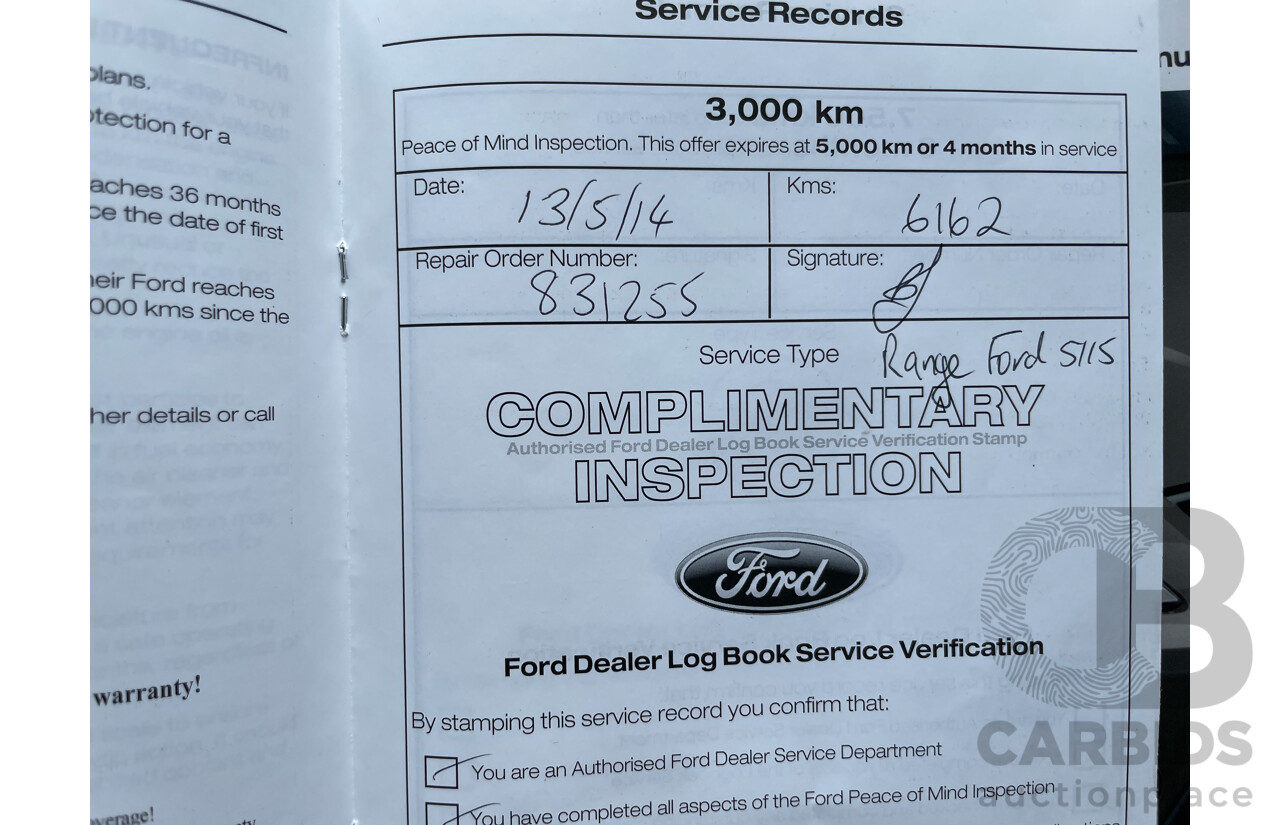 Service Records
plans.
otection for a
aches 36 months
ce the date of first
heir Ford reaches
000 kms since the
her details or call
warranty!
verage!
nu
3,000 km
Peace of Mind Inspection. This offer expires at 5,000 km or 4 months in service
Date: 13/5/14
Kms: 6162
Repair Order Number: 831255
Signature:
Service Type
Range Ford 5115
COMPLIMENTARY
Authorised Ford Dealer Log Book Service Verification Stamp
INSPECTION
Ford
Ford Dealer Log Book Service Verification
By stamping this service record you confirm that:
You are an Authorised Ford Dealer Service Department
You have completed all aspects of the Ford Peace of Mind Inspection
CARBIDS
auctionplace